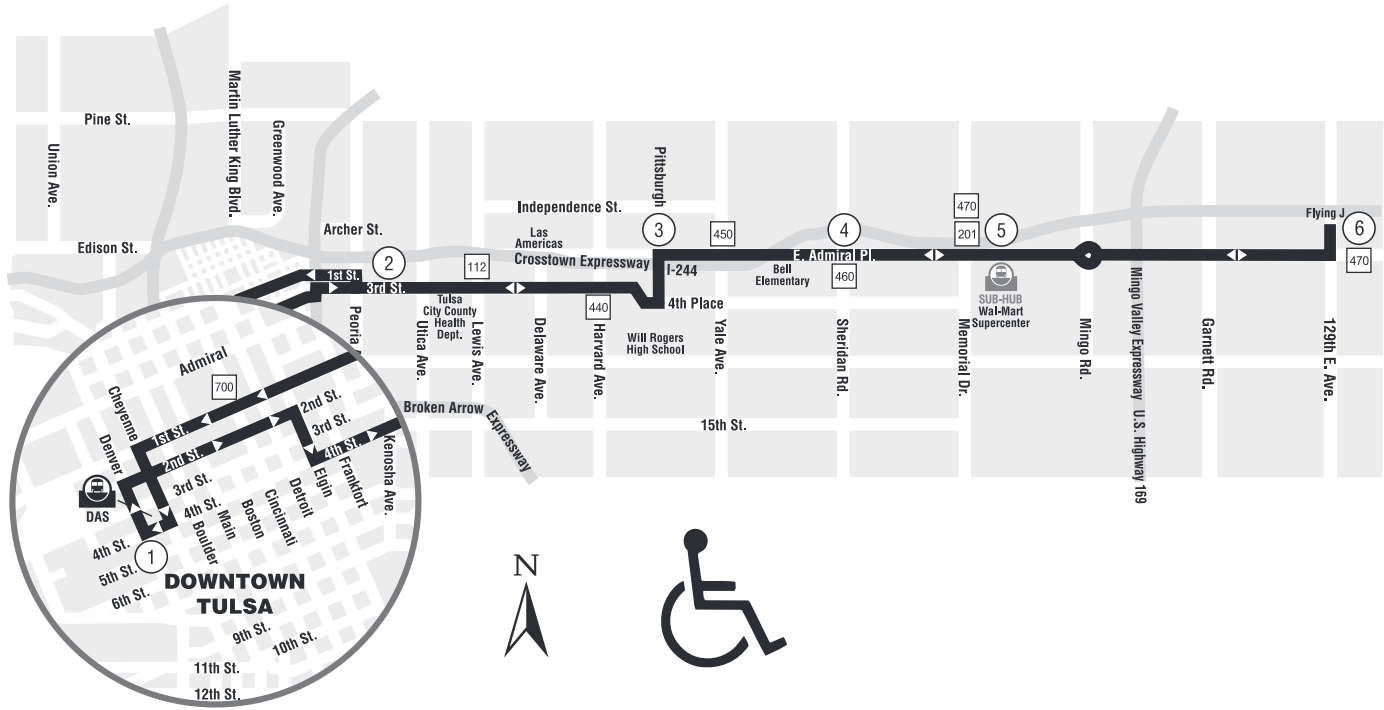 Pine St.
Union Ave.
Martin Luther King Blvd.
Greenwood Ave.
Edison St.
Archer St.
Independence St.
Pittsburgh
Las
Americas
Crosstown Expressway
I-244
1st St.
2
3rd St.
112
Tulsa
City County
Health
Dept.
440
4th Place
3
450
4
E. Admiral Pl.
Bell
Elementary
460
470
201
5
SUB-HUB
Wal-Mart
Supercenter
Flying J
6
470
Will Rogers
High School
Peoria
Utica Ave.
Lewis Ave.
Delaware Ave.
Harvard Ave.
Yale Ave.
Sheridan Rd.
Memorial Dr.
Mingo Rd.
Mingo Valley Expressway U.S. Highway 169
Garnett Rd.
129th E. Ave.
Broken Arrow
Expressway
15th St.
Admiral
700
Cheyenne
Denver
1st St.
2nd St.
2nd St.
3rd St.
4th St.
3rd St.
4th St.
DAS
1
4th St.
5th St.
6th St.
Boulder
Main
Boston
Cincinnati
Detroit
Elgin
Frankfort
Kenosha Ave.
DOWNTOWN
TULSA
9th St.
10th St.
11th St.
12th St.
N